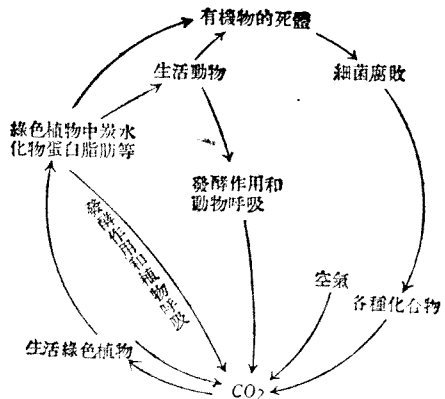 有機物的死體
生活動物
細菌腐敗
綠色植物中炭水
化物蛋白脂肪等
發酵作用和
動物呼吸
發酵作用和植物呼吸
空氣
各種化合物
生活綠色植物
CO₂